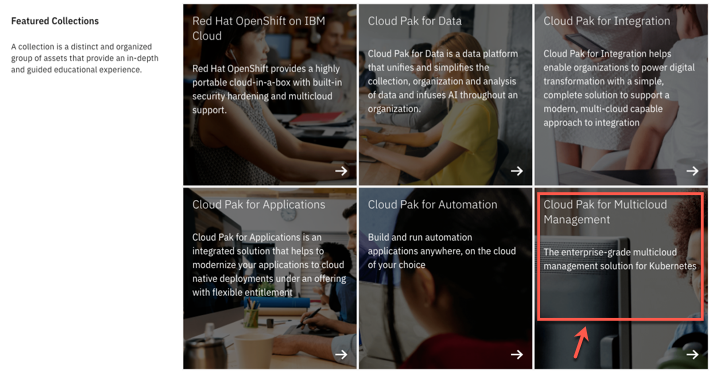 Featured Collections
A collection is a distinct and organized
group of assets that provide an in-depth
and guided educational experience.
Red Hat OpenShift on IBM
Cloud
Red Hat OpenShift provides a highly
portable cloud-in-a-box with built-in
security hardening and multicloud
support.
Cloud Pak for Data
Cloud Pak for Data is a data platform
that unifies and simplifies the
collection, organization and analysis
of data and infuses AI throughout an
organization.
Cloud Pak for Integration
Cloud Pak for Integration helps
enable organizations to power digital
transformation with a simple,
complete solution to support a
modern, multi-cloud capable
approach to integration
Cloud Pak for Applications
Cloud Pak for Applications is an
integrated solution that helps to
modernize your applications to cloud
native deployments under an offering
with flexible entitlement
Cloud Pak for Automation
Build and run automation
applications anywhere, on the cloud
of your choice
Cloud Pak for Multicloud
Management
The enterprise-grade multicloud
management solution for Kubernetes